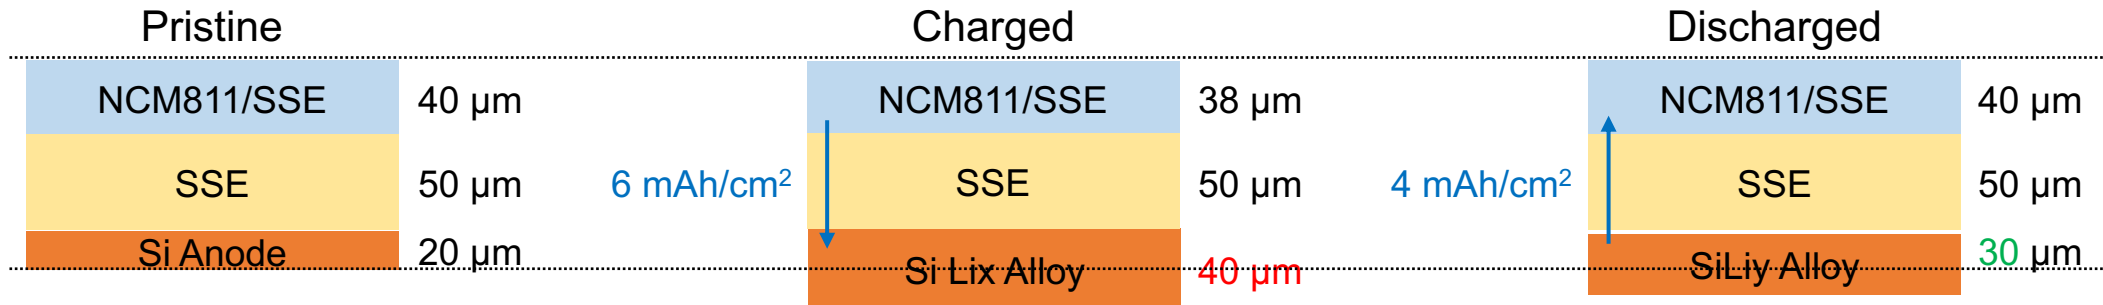 Pristine
Charged
Discharged
NCM811/SSE
40 µm
NCM811/SSE
38 µm
NCM811/SSE
40 µm
SSE
50 µm
6 mAh/cm²
SSE
50 µm
4 mAh/cm²
SSE
50 µm
Si Anode
20 µm
Si Lix Alloy
40 µm
SiLiy Alloy
30 µm